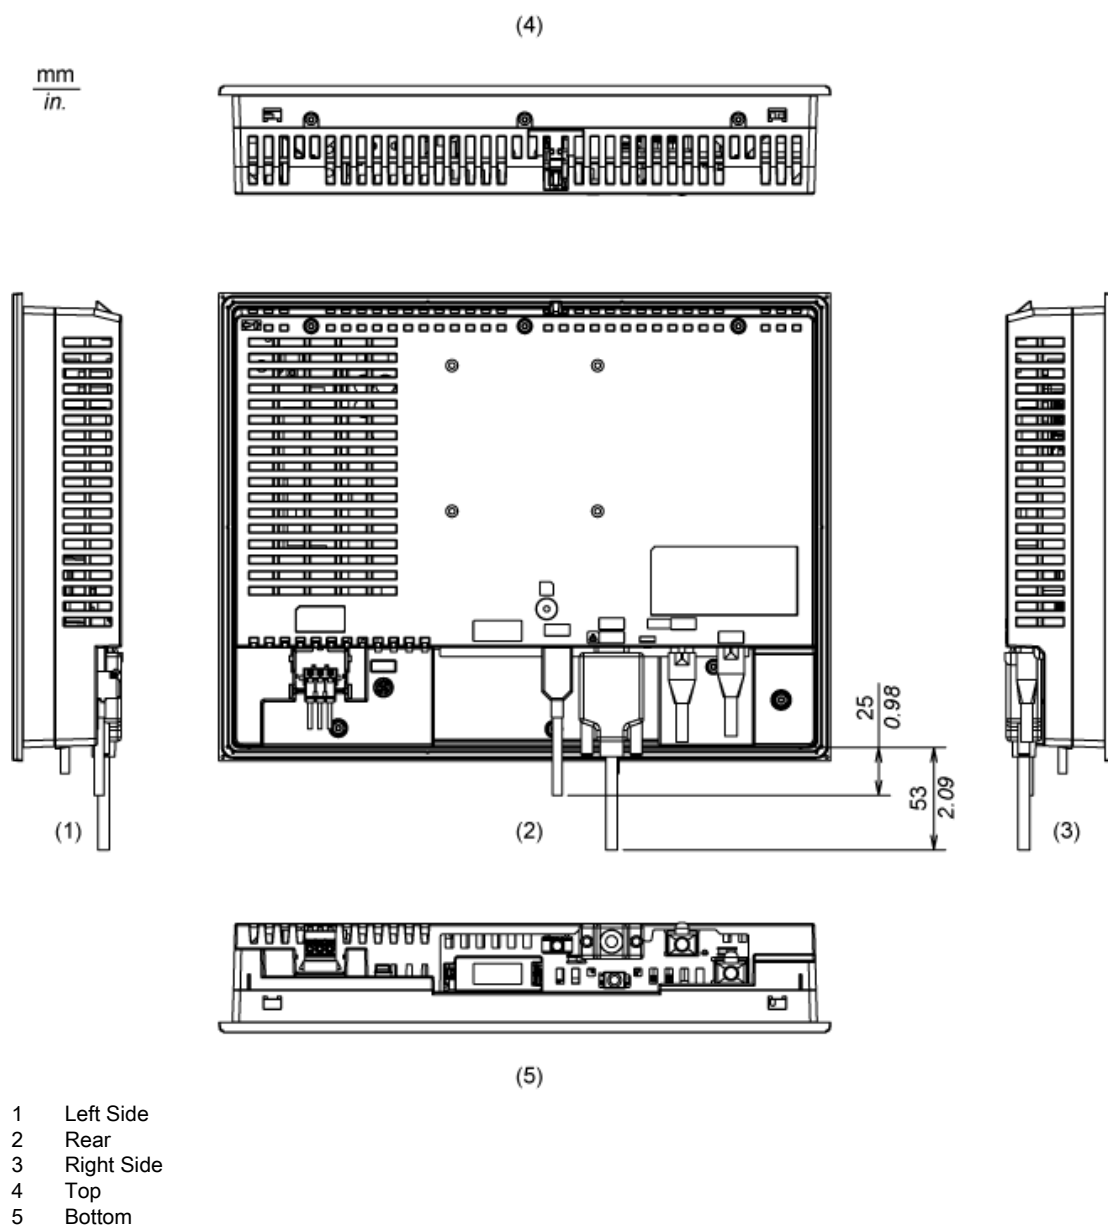 (4)
mm
in.
25
0.98
53
2.09
(1)
(2)
(3)
(5)
1 Left Side
2 Rear
3 Right Side
4 Top
5 Bottom